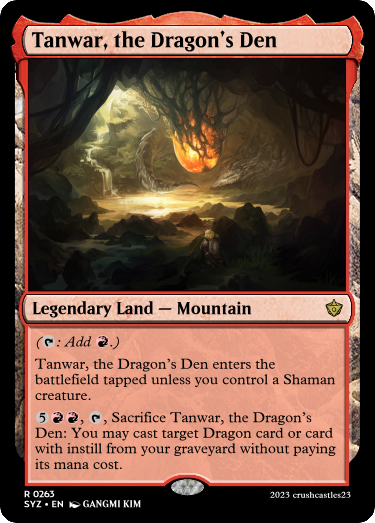 Tanwar, the Dragon's Den
Legendary Land — Mountain
(: Add .)
Tanwar, the Dragon's Den enters the
battlefield tapped unless you control a Shaman
creature.
5, , Sacrifice Tanwar, the Dragon's
Den: You may cast target Dragon card or card
with instill from your graveyard without paying
its mana cost.
R 0263
SYZ • EN GANGMI KIM
2023 crushcastles23